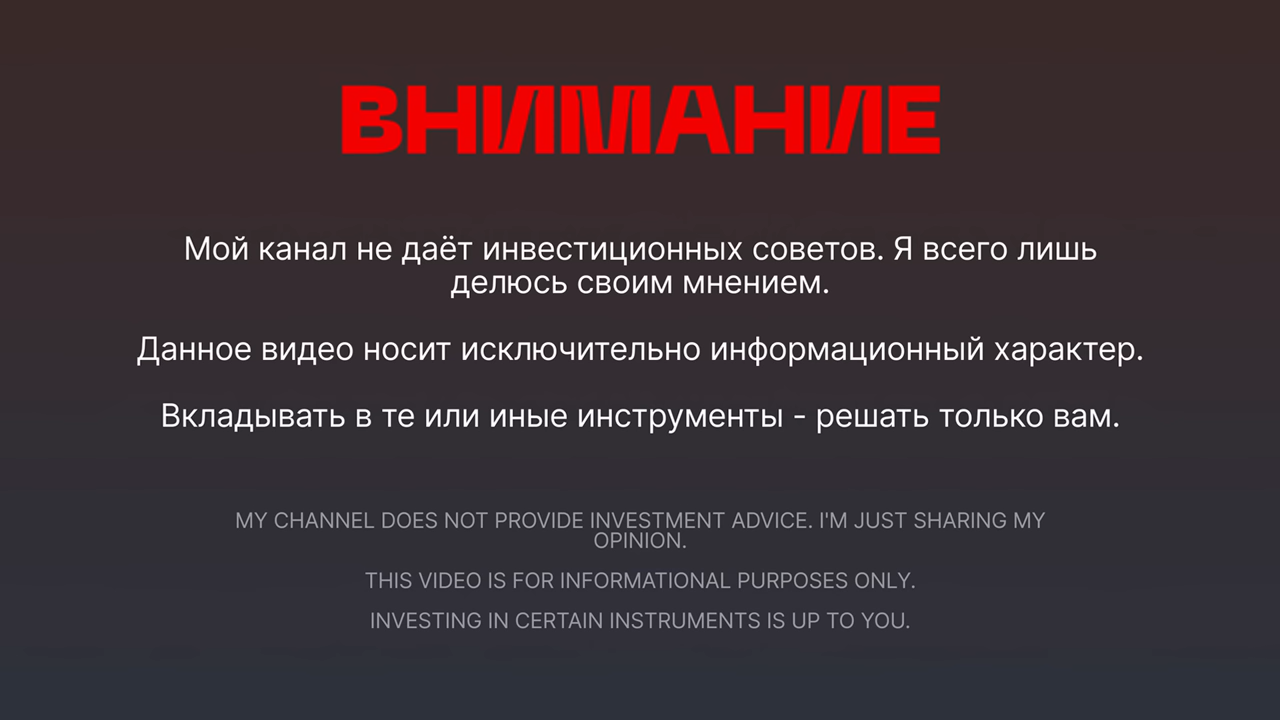 ВНИМАНИЕ
Мой канал не даёт инвестиционных советов. Я всего лишь
делюсь своим мнением.
Данное видео носит исключительно информационный характер.
Вкладывать в те или иные инструменты - решать только вам.
MY CHANNEL DOES NOT PROVIDE INVESTMENT ADVICE. I'M JUST SHARING MY
OPINION.
THIS VIDEO IS FOR INFORMATIONAL PURPOSES ONLY.
INVESTING IN CERTAIN INSTRUMENTS IS UP TO YOU.